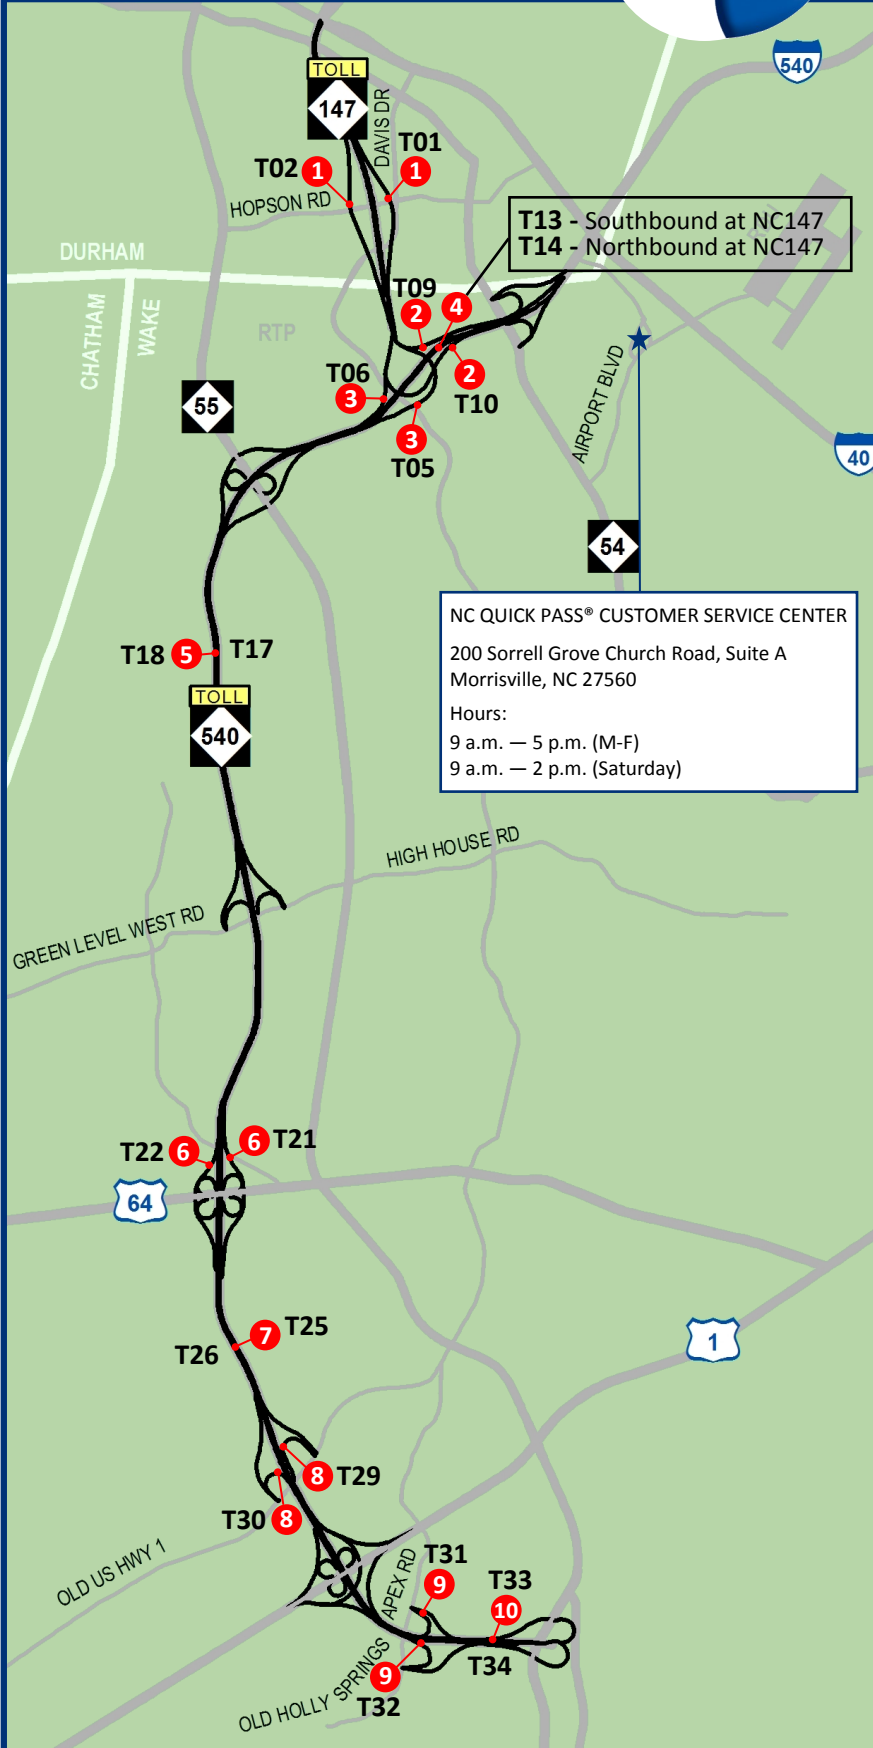 540
TOLL
147
DAVIS DR
T01
T02
1
1
HOPSON RD
T13 - Southbound at NC147
T14 - Northbound at NC147
DURHAM
CHATHAM
WAKE
RTP
T09
2
4
2
T10
T06
3
3
T05
55
AIRPORT BLVD
40
54
NC QUICK PASS® CUSTOMER SERVICE CENTER
200 Sorrell Grove Church Road, Suite A
Morrisville, NC 27560
Hours:
9 a.m. — 5 p.m. (M-F)
9 a.m. — 2 p.m. (Saturday)
T18
5
T17
TOLL
540
HIGH HOUSE RD
GREEN LEVEL WEST RD
T22
6
6
T21
64
7
T25
T26
1
8
T29
T30
8
OLD US HWY 1
T31
9
T33
10
T34
9
T32
OLD HOLLY SPRINGS APEX RD